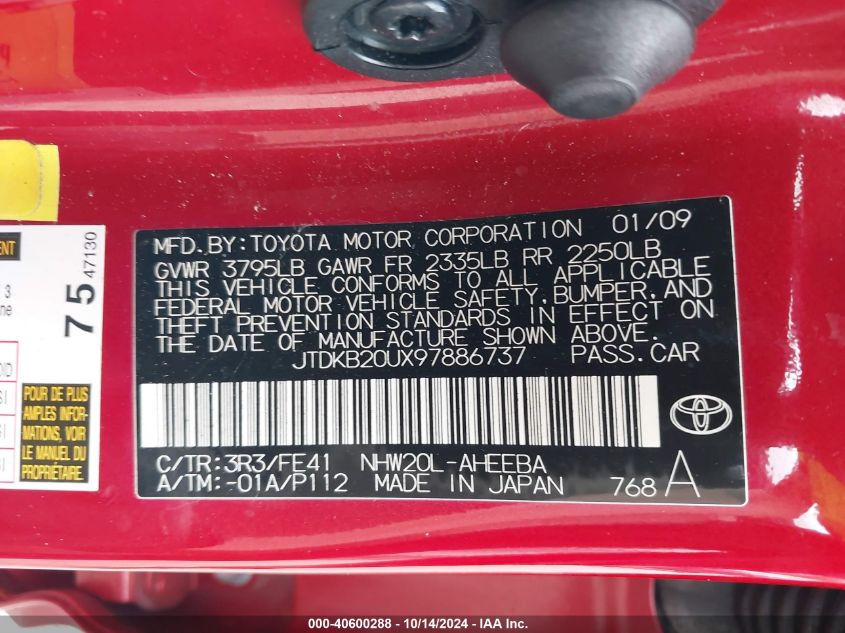 MFD. BY: TOYOTA MOTOR CORPORATION 01/09
GVWR 3795LB GAWR FR 2335LB RR 2250LB
THIS VEHICLE CONFORMS TO ALL APPLICABLE
FEDERAL MOTOR VEHICLE SAFETY, BUMPER, AND
THEFT PREVENTION STANDARDS IN EFFECT ON
THE DATE OF MANUFACTURE SHOWN ABOVE.
JTDKB20UX97886737 PASS. CAR
C/TR: 3R3/FE41 NHW20L-AHEEBA
A/TM: -01A/P112 MADE IN JAPAN 768 A
75 47130
3
POUR DE PLUS
AMPLES INFOR-
MATIONS, VOIR
LE MANUEL DU
PROPRIÉTAIRE
000-40600288 - 10/14/2024 - IAA Inc.